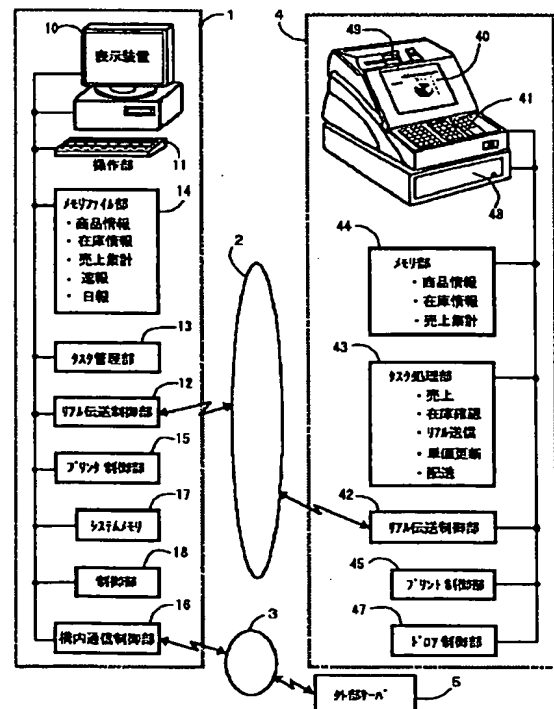 1
10
表示装置
操作部
11
14
メモリファイル部
・商品情報
・在庫情報
・売上集計
・速報
・日報
13
タスク管理部
12
リアル伝送制御部
15
プリンタ制御部
17
システムメモリ
18
制御部
16
構内通信制御部
2
3
4
49
40
41
48
44
メモリ部
・商品情報
・在庫情報
・売上集計
43
タスク処理部
・売上
・在庫確認
・リアル送信
・単価更新
・配送
42
リアル伝送制御部
45
プリント制御部
47
ドロア制御部
外部サーバ
5